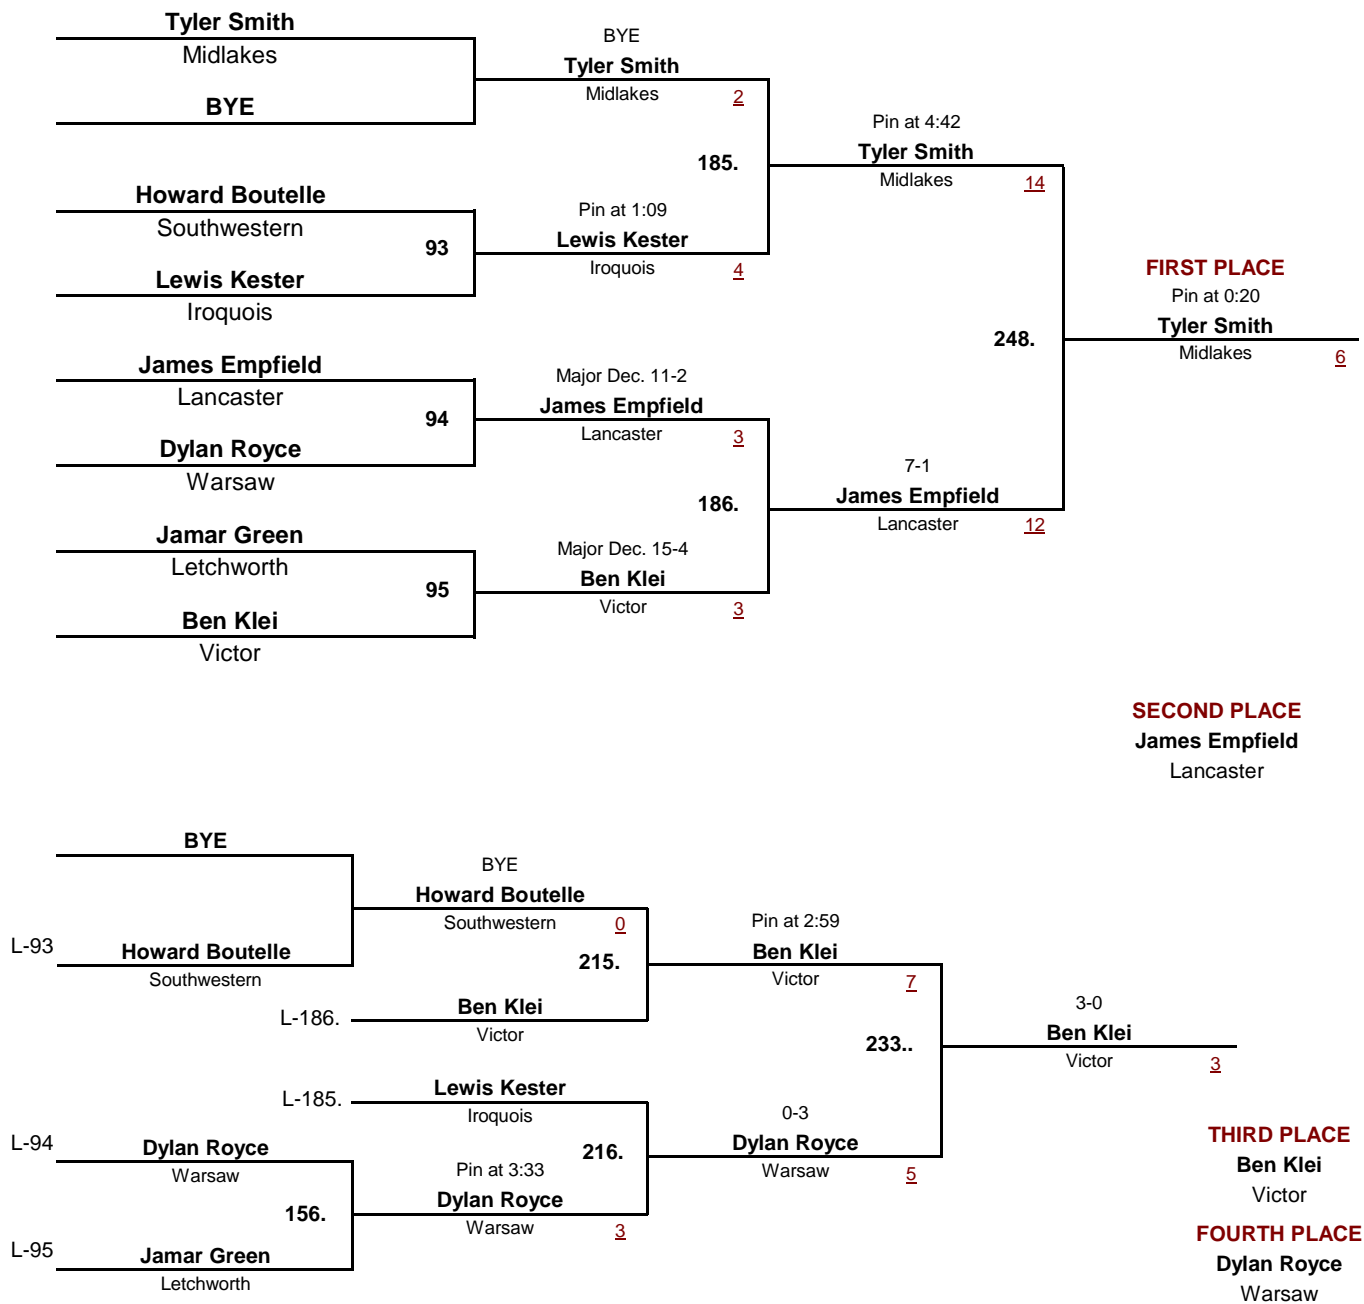 Tyler Smith
Midlakes
BYE
BYE
Tyler Smith
Midlakes 2
185.
Howard Boutelle
Southwestern
93
Lewis Kester
Iroquois
Pin at 1:09
Lewis Kester
Iroquois 4
Pin at 4:42
Tyler Smith
Midlakes 14
James Empfield
Lancaster
94
Dylan Royce
Warsaw
Major Dec. 11-2
James Empfield
Lancaster 3
186.
Jamar Green
Letchworth
95
Ben Klei
Victor
Major Dec. 15-4
Ben Klei
Victor 3
7-1
James Empfield
Lancaster 12
248.
FIRST PLACE
Pin at 0:20
Tyler Smith
Midlakes 6
SECOND PLACE
James Empfield
Lancaster
BYE
L-93 Howard Boutelle
Southwestern
BYE
Howard Boutelle
Southwestern 0
215.
L-186. Ben Klei
Victor
Pin at 2:59
Ben Klei
Victor 7
L-185. Lewis Kester
Iroquois
216.
L-94 Dylan Royce
Warsaw
156.
L-95 Jamar Green
Letchworth
Pin at 3:33
Dylan Royce
Warsaw 3
0-3
Dylan Royce
Warsaw 5
233..
3-0
Ben Klei
Victor 3
THIRD PLACE
Ben Klei
Victor
FOURTH PLACE
Dylan Royce
Warsaw